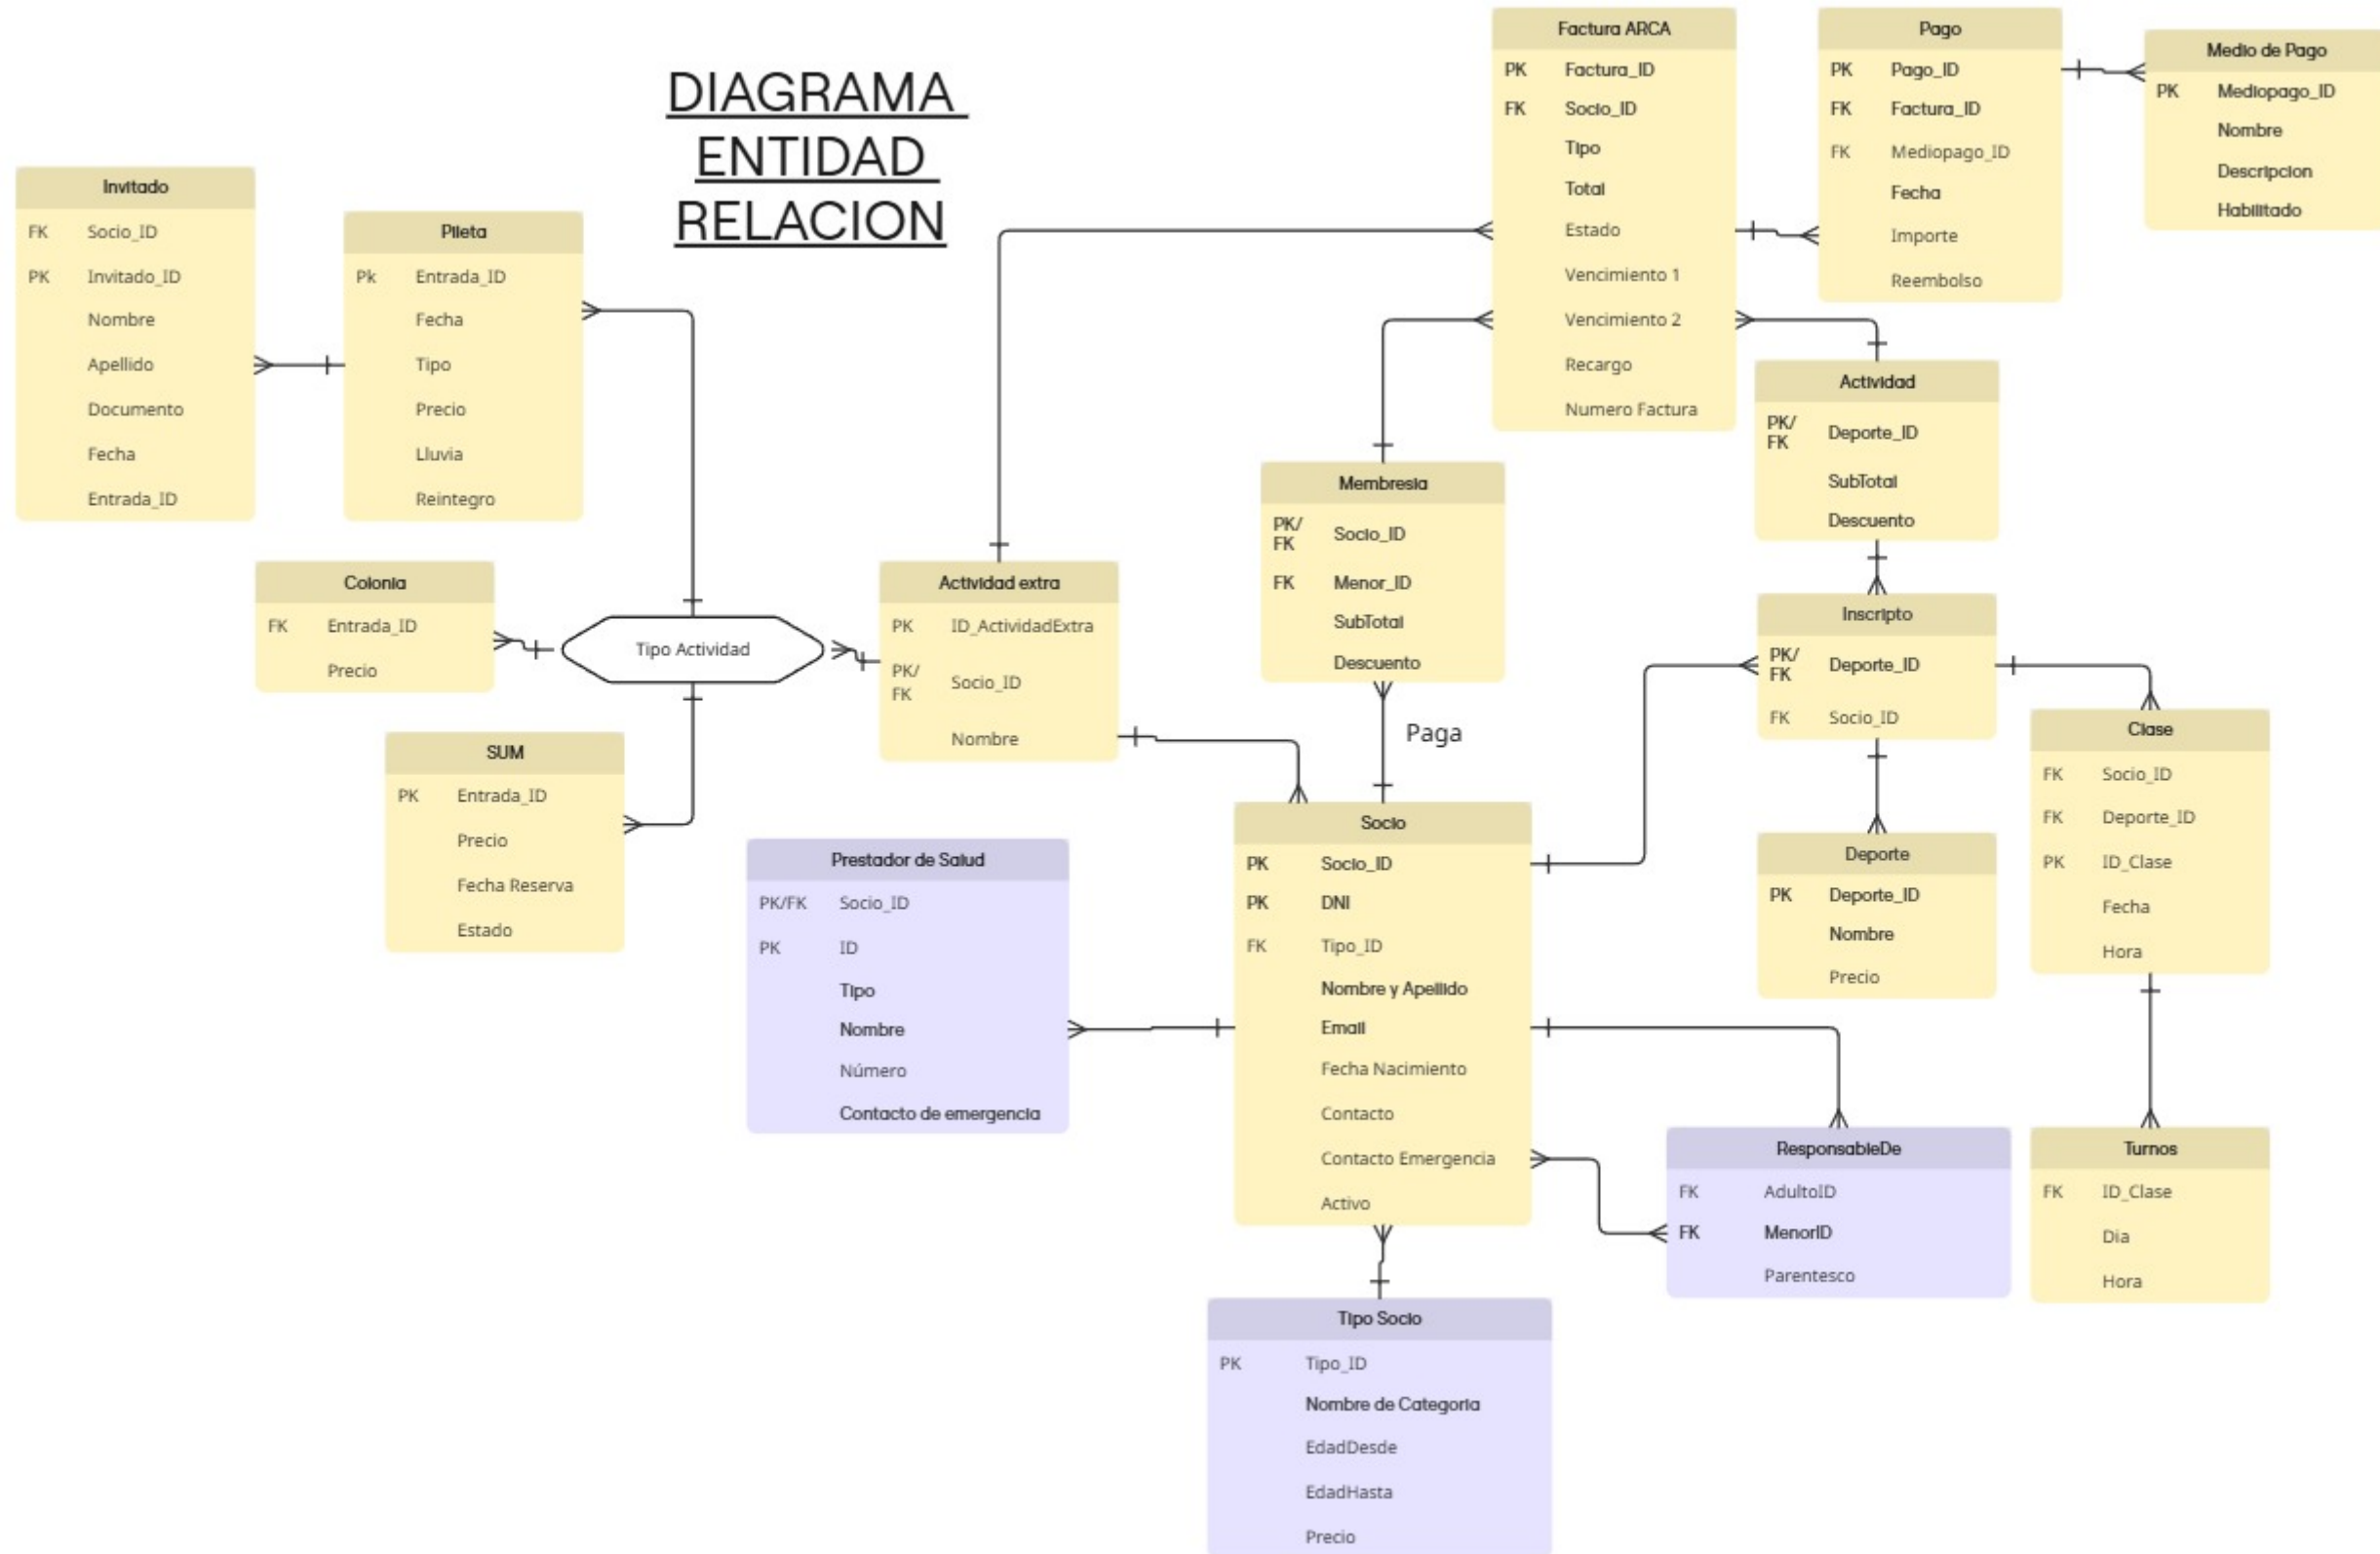 DIAGRAMA
ENTIDAD
RELACION
Invitado
FK Socio_ID
PK Invitado_ID
Nombre
Apellido
Documento
Fecha
Entrada_ID
Pileta
Pk Entrada_ID
Fecha
Tipo
Precio
Lluvia
Reintegro
Colonia
FK Entrada_ID
Precio
Tipo Actividad
SUM
PK Entrada_ID
Precio
Fecha Reserva
Estado
Actividad extra
PK ID_ActividadExtra
PK/
FK Socio_ID
Nombre
Factura ARCA
PK Factura_ID
FK Socio_ID
Tipo
Total
Estado
Vencimiento 1
Vencimiento 2
Recargo
Numero Factura
Pago
PK Pago_ID
FK Factura_ID
FK Mediopago_ID
Fecha
Importe
Reembolso
Medio de Pago
PK Mediopago_ID
Nombre
Descripcion
Habilitado
Membresia
PK/
FK Socio_ID
FK Menor_ID
SubTotal
Descuento
Paga
Actividad
PK/
FK Deporte_ID
SubTotal
Descuento
Inscripto
PK/
FK Deporte_ID
FK Socio_ID
Deporte
PK Deporte_ID
Nombre
Precio
Clase
FK Socio_ID
FK Deporte_ID
PK ID_Clase
Fecha
Hora
Prestador de Salud
PK/FK Socio_ID
PK ID
Tipo
Nombre
Número
Contacto de emergencia
Socio
PK Socio_ID
PK DNI
FK Tipo_ID
Nombre y Apellido
Email
Fecha Nacimiento
Contacto
Contacto Emergencia
Activo
ResponsableDe
FK AdultoID
FK MenorID
Parentesco
Turnos
FK ID_Clase
Dia
Hora
Tipo Socio
PK Tipo_ID
Nombre de Categoria
EdadDesde
EdadHasta
Precio